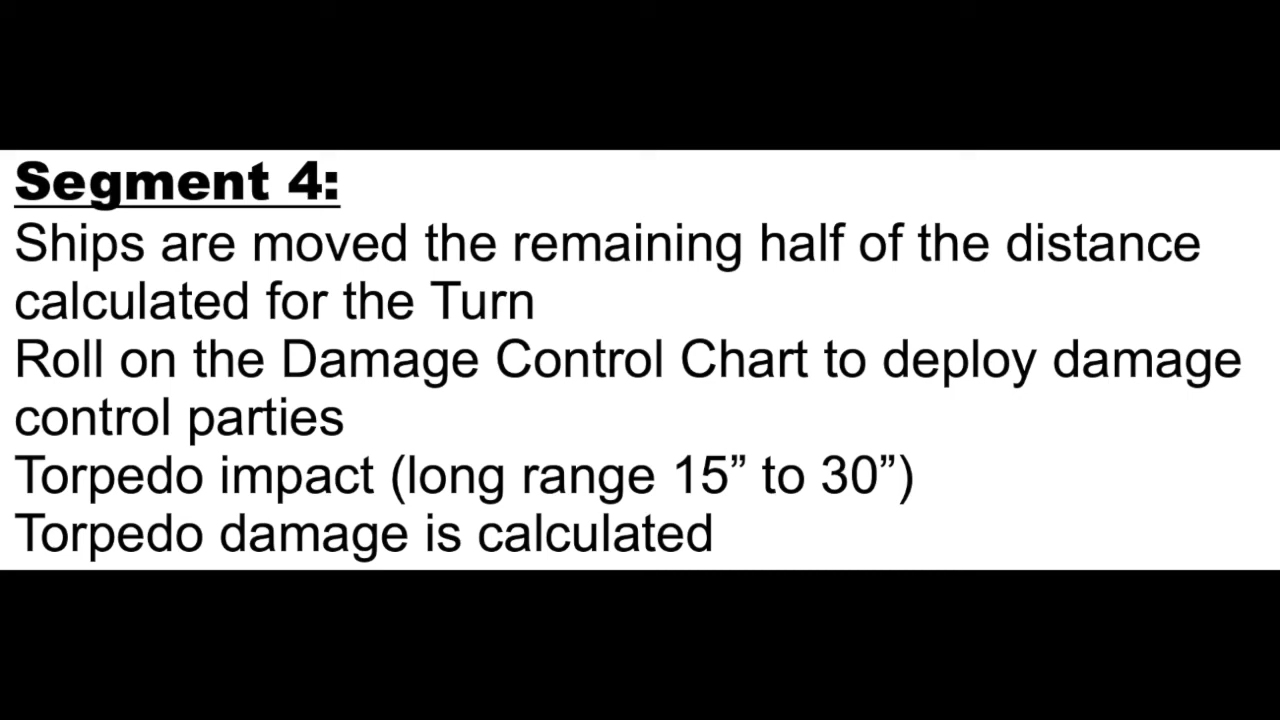 Segment 4:
Ships are moved the remaining half of the distance
calculated for the Turn
Roll on the Damage Control Chart to deploy damage
control parties
Torpedo impact (long range 15” to 30”)
Torpedo damage is calculated